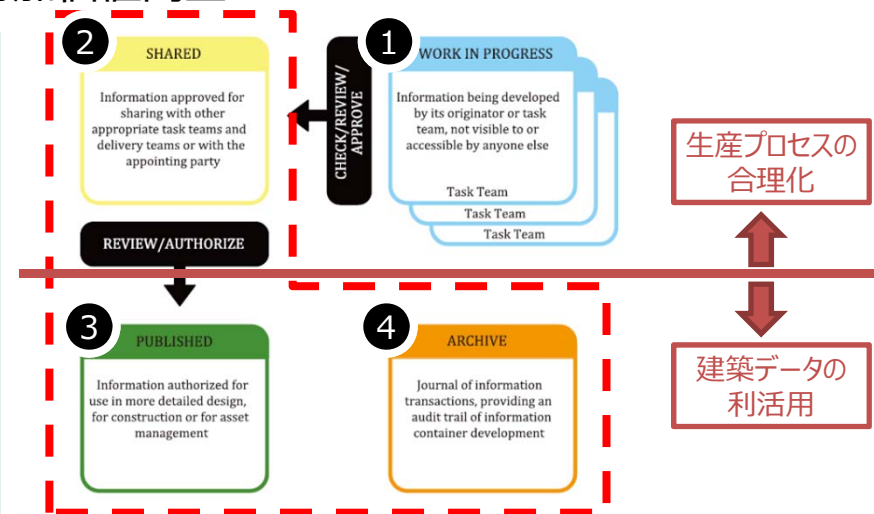 2
SHARED
Information approved for
sharing with other
appropriate task teams and
delivery teams or with the
appointing party
CHECK/REVIEW/
APPROVE
1
WORK IN PROGRESS
Information being developed
by its originator or task
team, not visible to or
accessible by anyone else
Task Team
Task Team
Task Team
生産プロセスの
合理化
REVIEW/AUTHORIZE
3
PUBLISHED
Information authorized for
use in more detailed design,
for construction or for asset
management
4
ARCHIVE
Journal of information
transactions, providing an
audit trail of information
container development
建築データの
利活用